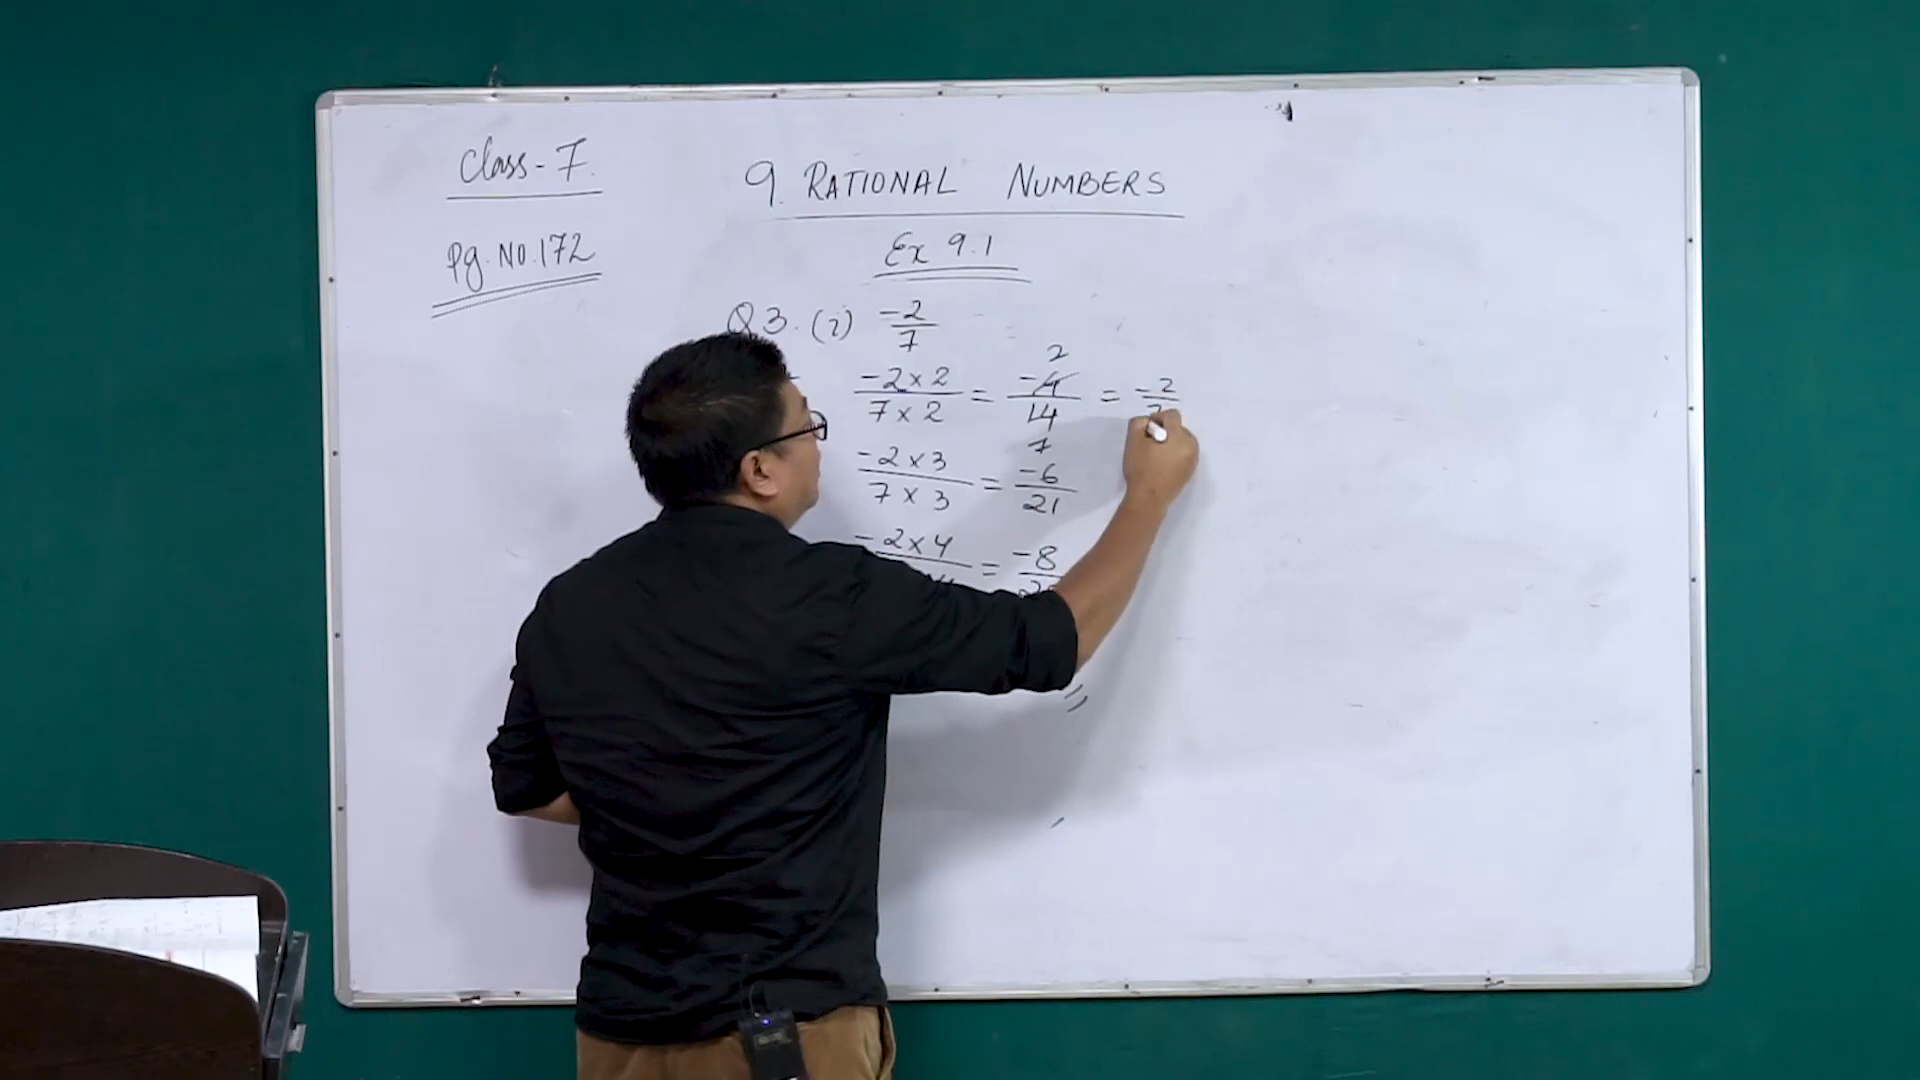 Class-7.
9. RATIONAL NUMBERS
Pg. No. 172
Ex 9.1
Q3. (i) -2/7
2
-2×2/7×2 = -4/14 = -2/7
7
-2×3/7×3 = -6/21
-2×4 = -8